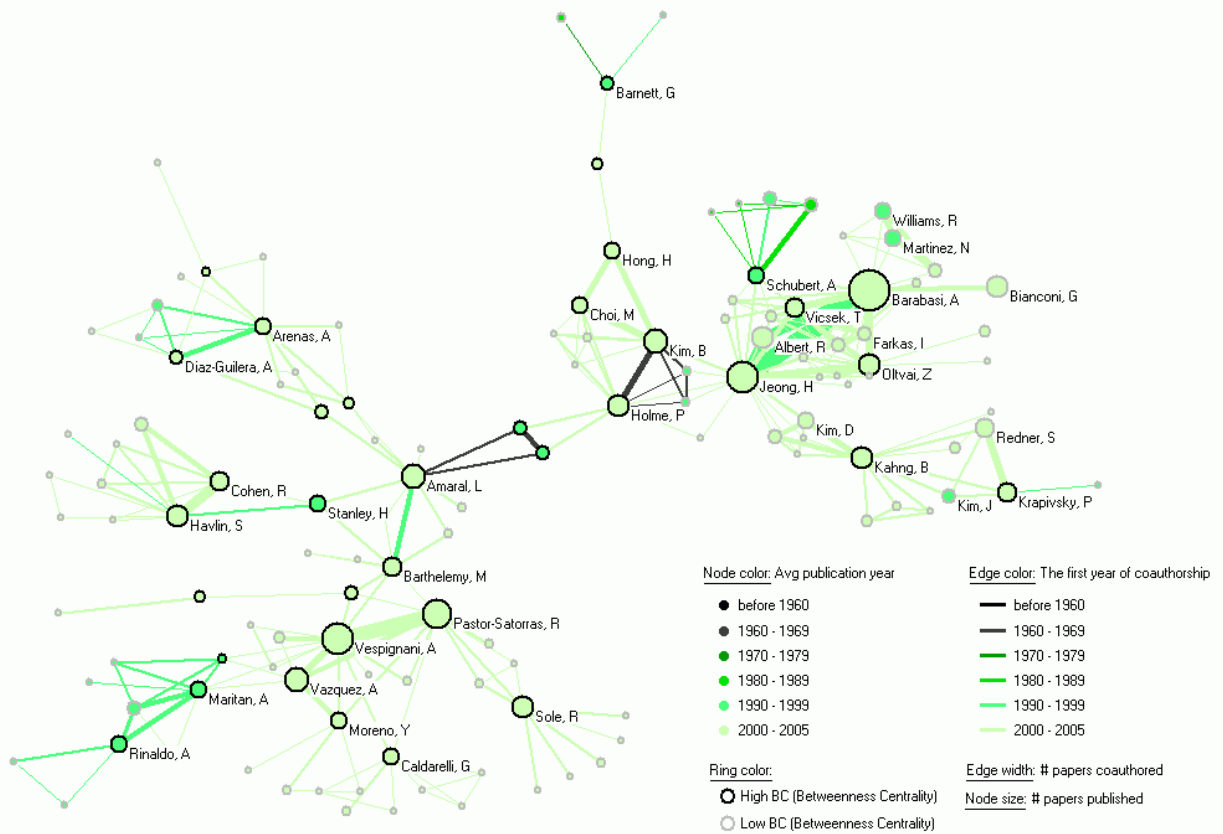 Barnett, G
Hong, H
Choi, M
Kim, B
Holme, P
Schubert, A
Williams, R
Martinez, N
Barabasi, A
Bianconi, G
Vicsek, T
Albert, R
Farkas, I
Oltvai, Z
Jeong, H
Arenas, A
Diaz-Guilera, A
Kim, D
Redner, S
Kahng, B
Kim, J
Krapivsky, P
Cohen, R
Havlin, S
Stanley, H
Amaral, L
Barthelemy, M
Pastor-Satorras, R
Vespignani, A
Vazquez, A
Maritan, A
Rinaldo, A
Moreno, Y
Sole, R
Caldarelli, G
Node color: Avg publication year
before 1960
1960 - 1969
1970 - 1979
1980 - 1989
1990 - 1999
2000 - 2005
Edge color: The first year of coauthorship
before 1960
1960 - 1969
1970 - 1979
1980 - 1989
1990 - 1999
2000 - 2005
Ring color:
High BC (Betweenness Centrality)
Low BC (Betweenness Centrality)
Edge width: # papers coauthored
Node size: # papers published